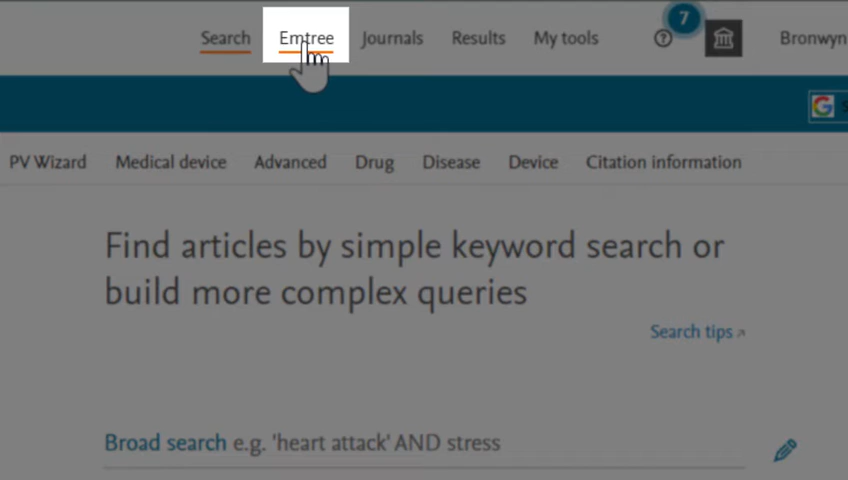 Search Emtree Journals Results My tools ? 7 Bronwyn
G
PV Wizard Medical device Advanced Drug Disease Device Citation information
Find articles by simple keyword search or
build more complex queries
Search tips
Broad search e.g. 'heart attack' AND stress